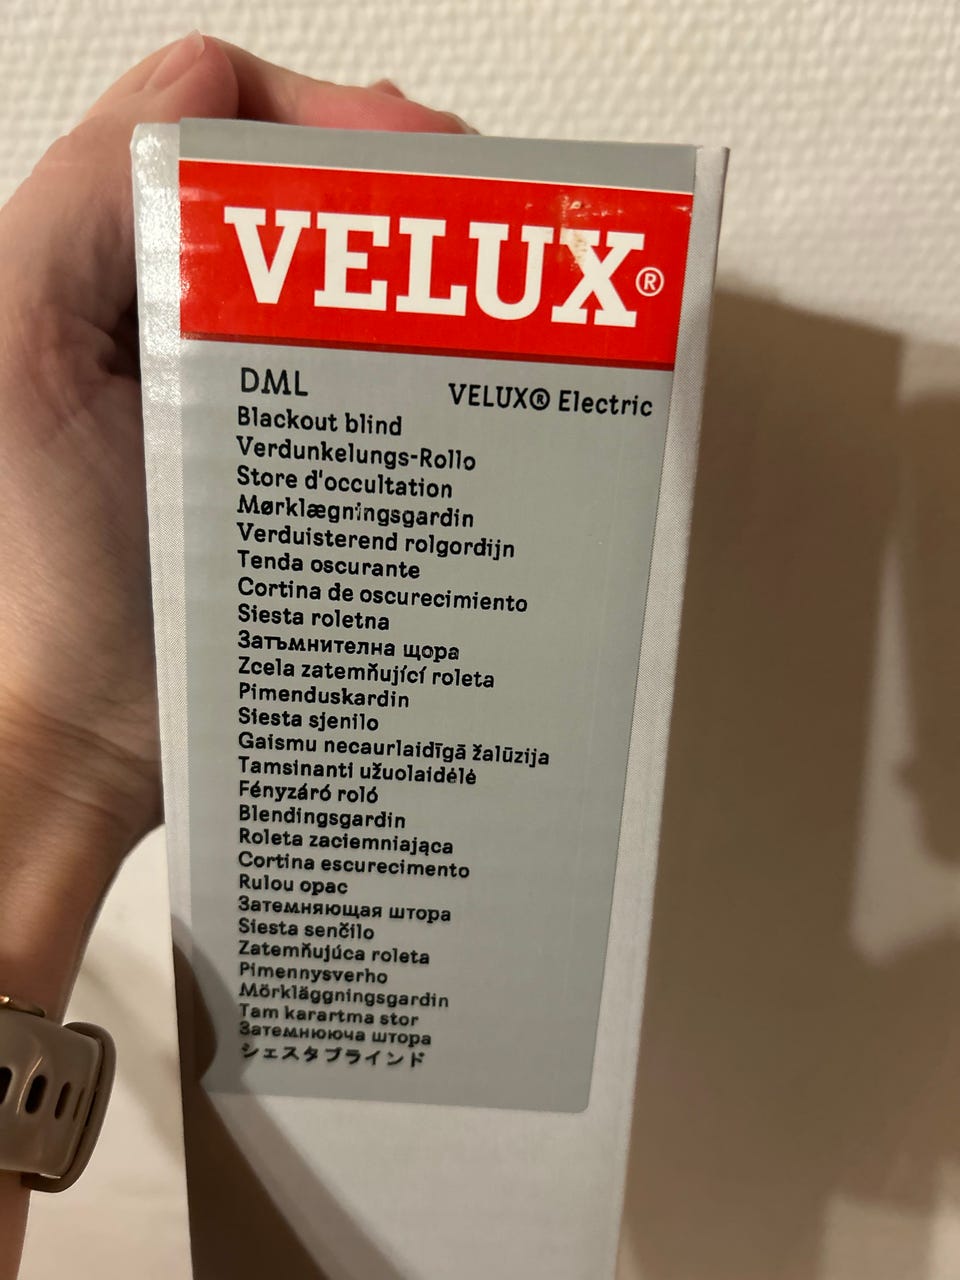 VELUX®
DML VELUX® Electric
Blackout blind
Verdunkelungs-Rollo
Store d'occultation
Mørklægningsgardin
Verduisterend rolgordijn
Tenda oscurante
Cortina de oscurecimiento
Siesta roletna
Затъмнителна щора
Zcela zatemňující roleta
Pimenduskardin
Siesta sjenilo
Gaismu necaurlaidīgā žalūzija
Tamsinanti užuolaidėlė
Fényzáró roló
Blendingsgardin
Roleta zaciemniająca
Cortina escurecimento
Rulou opac
Затемняющая штора
Siesta senčilo
Zatemňujúca roleta
Pimennysverho
Mörkläggningsgardin
Tam karartma stor
Затемнююча штора
シェスタブラインド